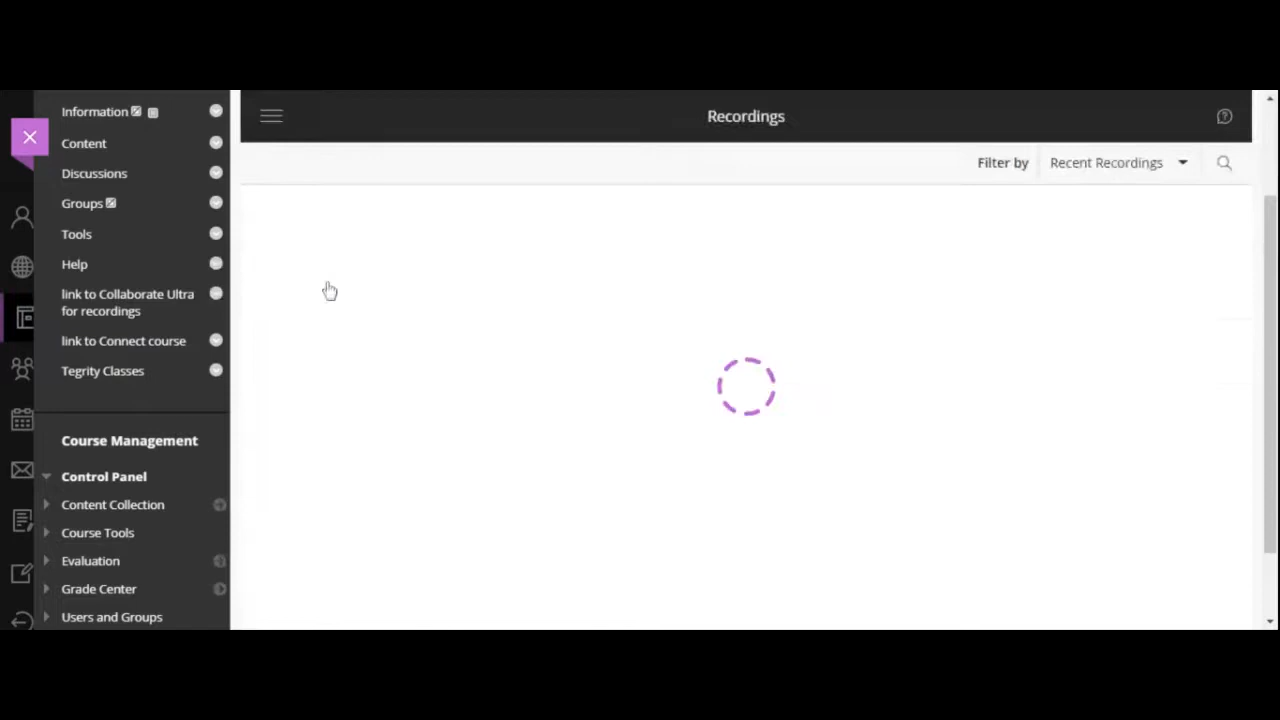 Information
Content
Discussions
Groups
Tools
Help
link to Collaborate Ultra
for recordings
link to Connect course
Tegrity Classes
Course Management
Control Panel
Content Collection
Course Tools
Evaluation
Grade Center
Users and Groups
Recordings
Filter by Recent Recordings